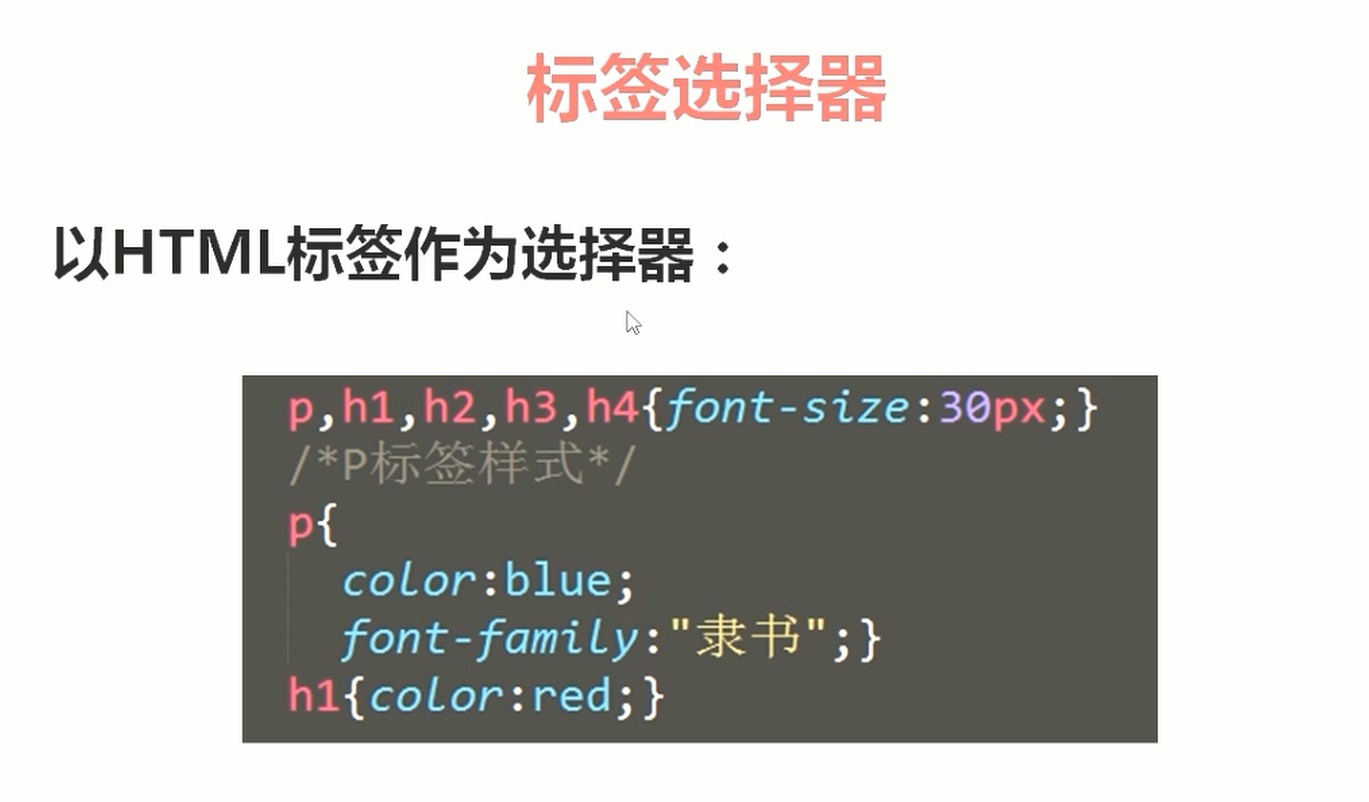 标签选择器
以HTML标签作为选择器：
p,h1,h2,h3,h4{font-size:30px;}
/*P标签样式*/
p{
color:blue;
font-family:"隶书";}
h1{color:red;}